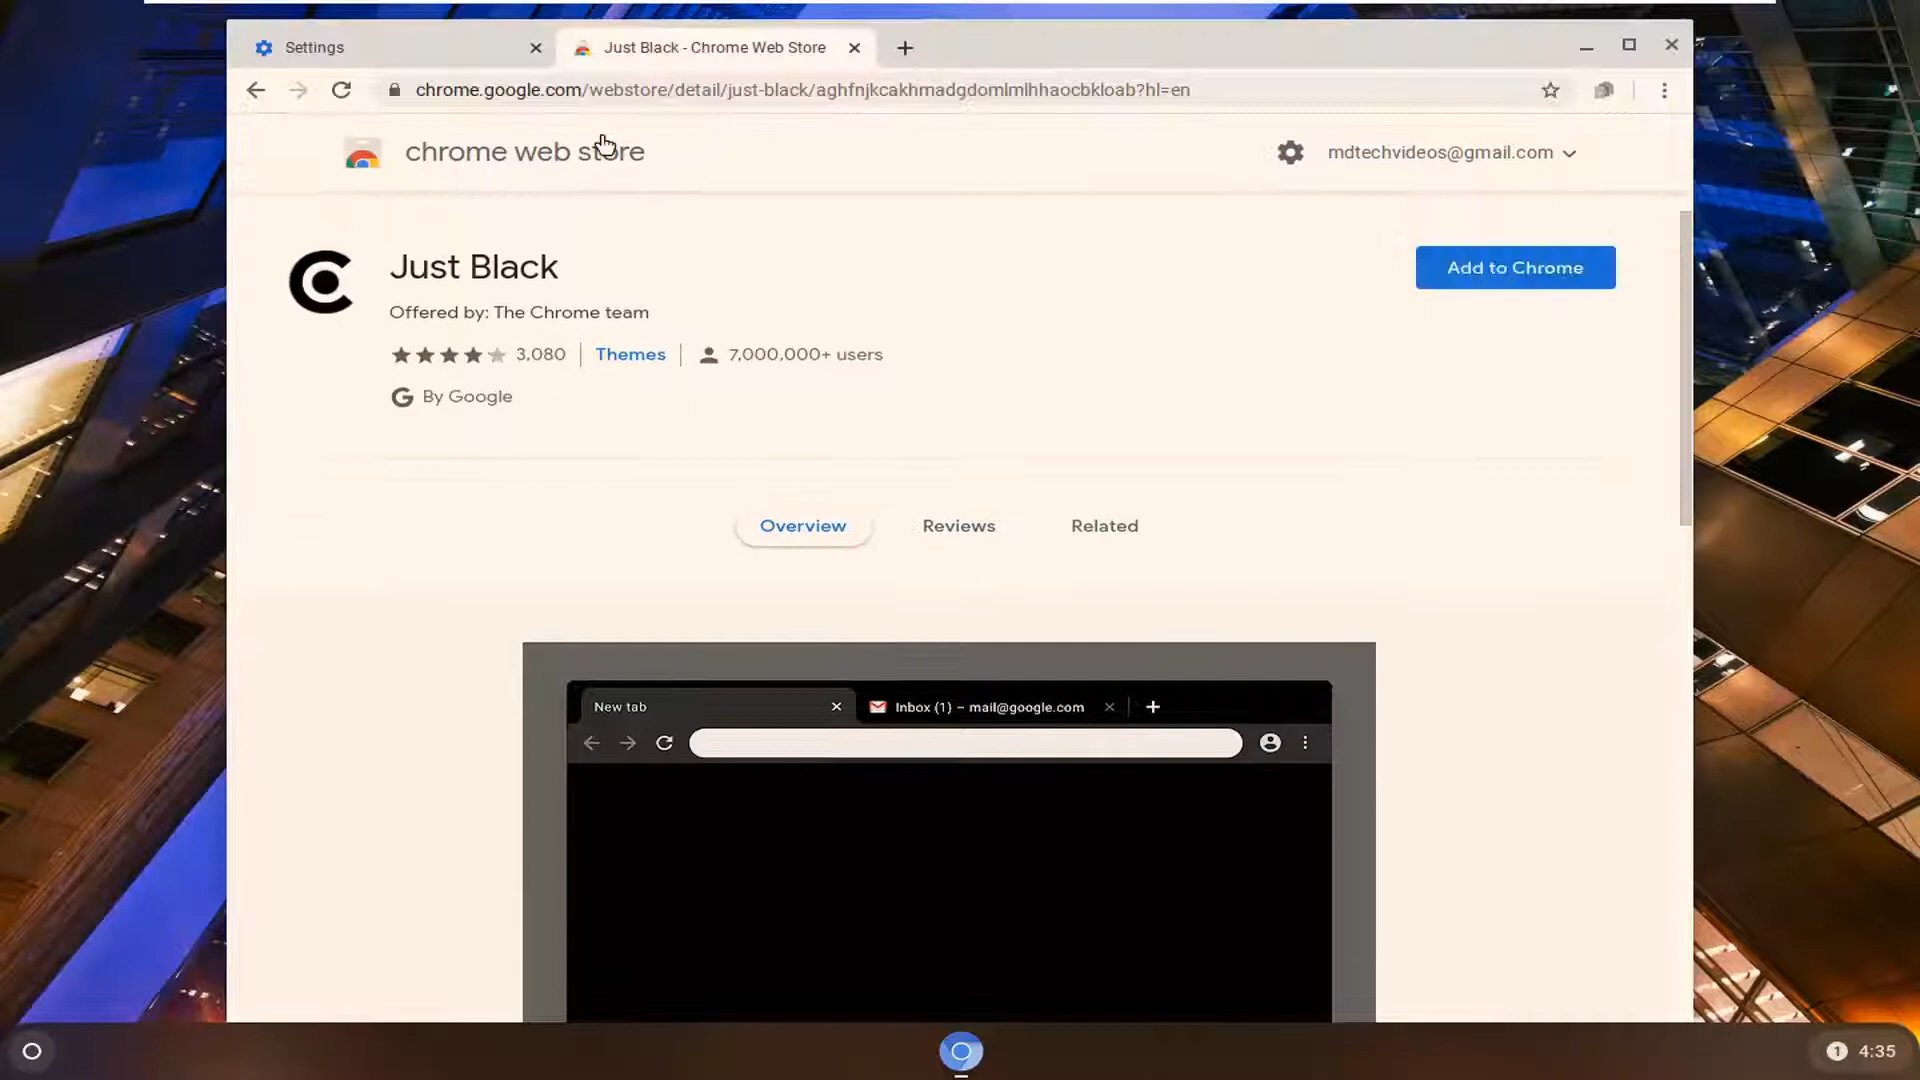 Settings
Just Black - Chrome Web Store
chrome.google.com/webstore/detail/just-black/aghfnjkcakhmadgdomlmlhhaocbkloab?hl=en
chrome web store
mdtechvideos@gmail.com
Just Black
Add to Chrome
Offered by: The Chrome team
3,080
Themes
7,000,000+ users
By Google
Overview
Reviews
Related
New tab
Inbox (1) – mail@google.com
1
4:35